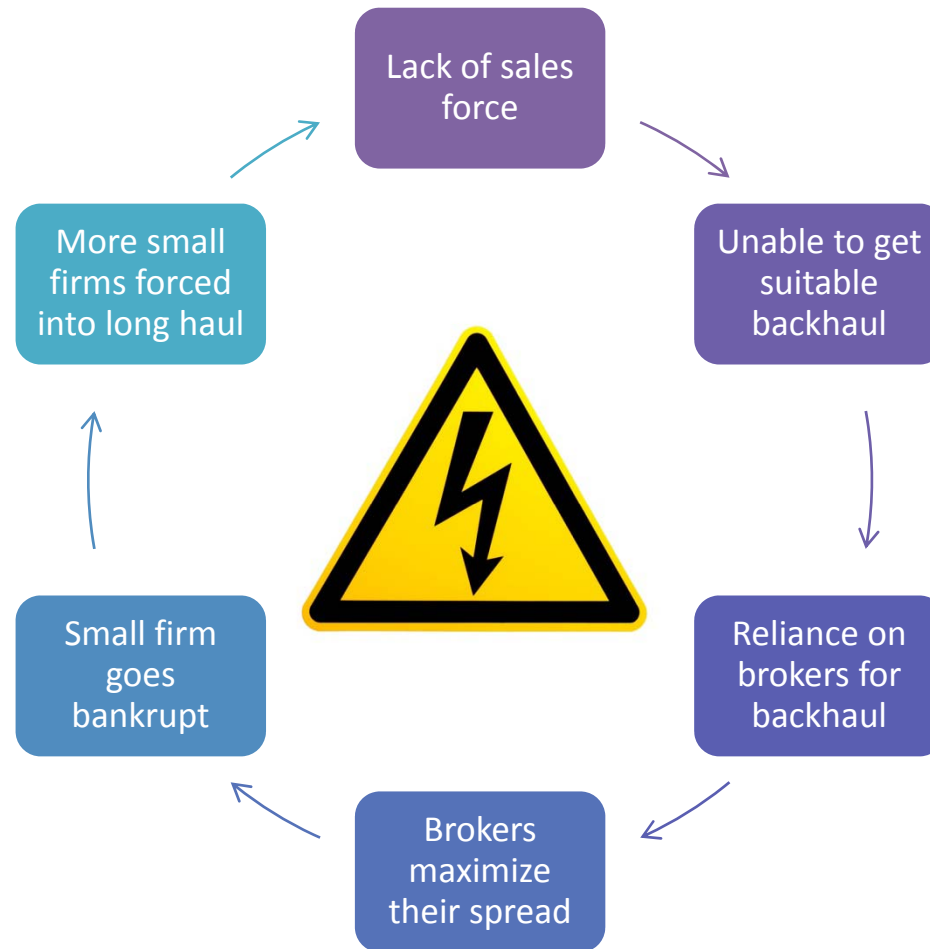 Lack of sales
force
Unable to get
suitable
backhaul
Reliance on
brokers for
backhaul
Brokers
maximize
their spread
Small firm
goes
bankrupt
More small
firms forced
into long haul